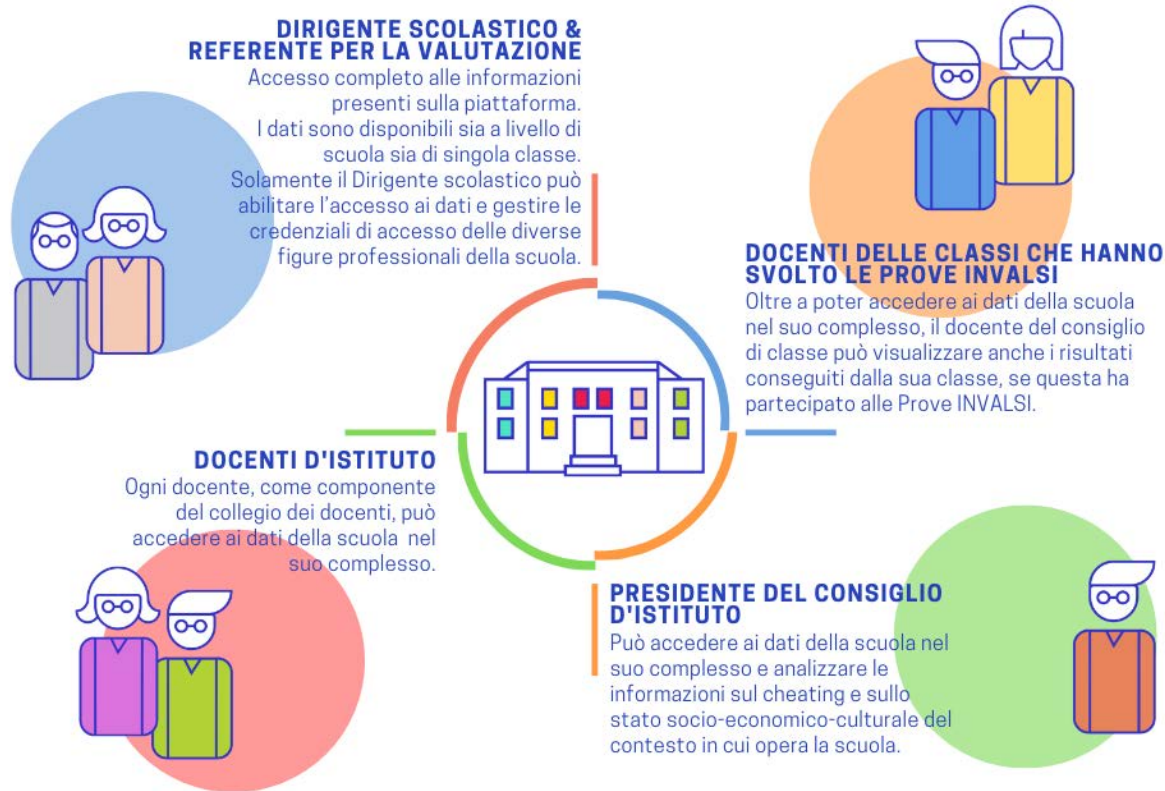 DIRIGENTE SCOLASTICO &
REFERENTE PER LA VALUTAZIONE
Accesso completo alle informazioni
presenti sulla piattaforma.
I dati sono disponibili sia a livello di
scuola sia di singola classe.
Solamente il Dirigente scolastico può
abilitare l'accesso ai dati e gestire le
credenziali di accesso delle diverse
figure professionali della scuola.
DOCENTI DELLE CLASSI CHE HANNO
SVOLTO LE PROVE INVALSI
Oltre a poter accedere ai dati della scuola
nel suo complesso, il docente del consiglio
di classe può visualizzare anche i risultati
conseguiti dalla sua classe, se questa ha
partecipato alle Prove INVALSI.
DOCENTI D'ISTITUTO
Ogni docente, come componente
del collegio dei docenti, può
accedere ai dati della scuola nel
suo complesso.
PRESIDENTE DEL CONSIGLIO
D'ISTITUTO
Può accedere ai dati della scuola nel
suo complesso e analizzare le
informazioni sul cheating e sullo
stato socio-economico-culturale del
contesto in cui opera la scuola.